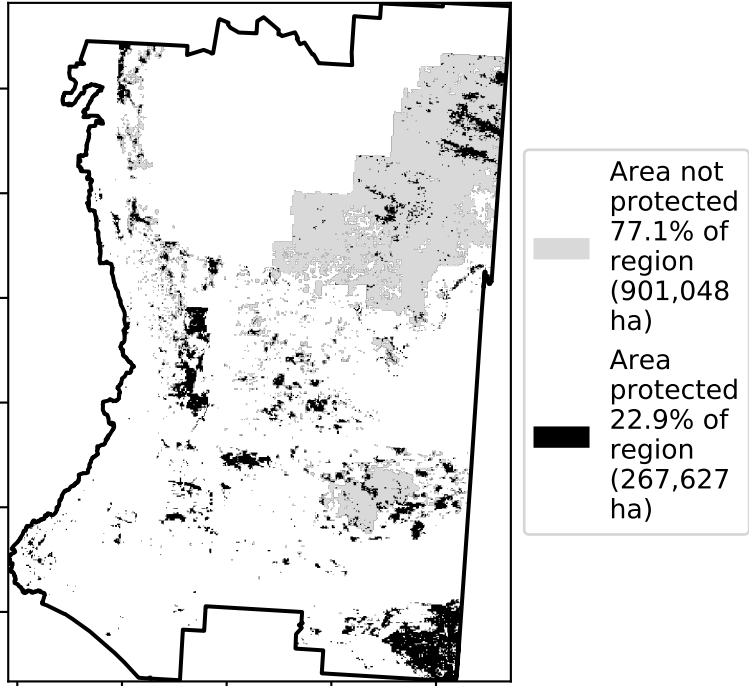 Area not
protected
77.1% of
region
(901,048
ha)
Area
protected
22.9% of
region
(267,627
ha)